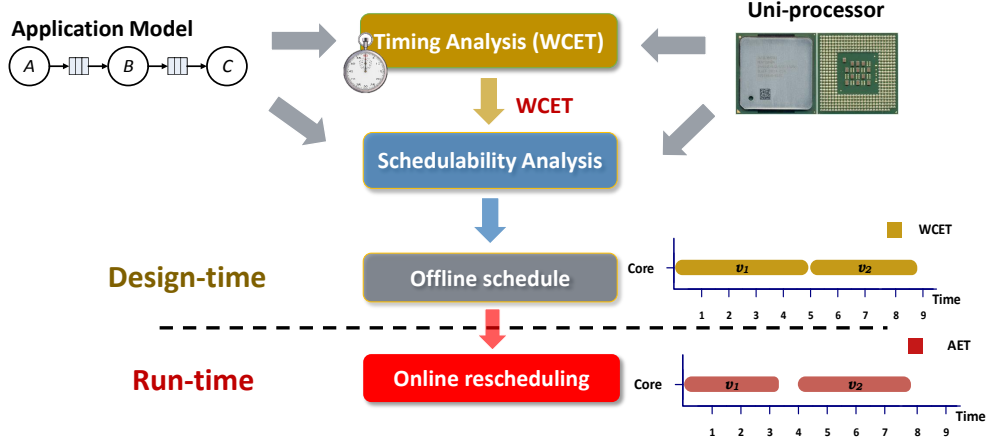 Application Model
A
B
C
Timing Analysis (WCET)
Uni-processor
WCET
Schedulability Analysis
Design-time
Offline schedule
WCET
Core
v1
v2
Time
1 2 3 4 5 6 7 8 9
Run-time
Online rescheduling
AET
Core
v1
v2
Time
1 2 3 4 5 6 7 8 9